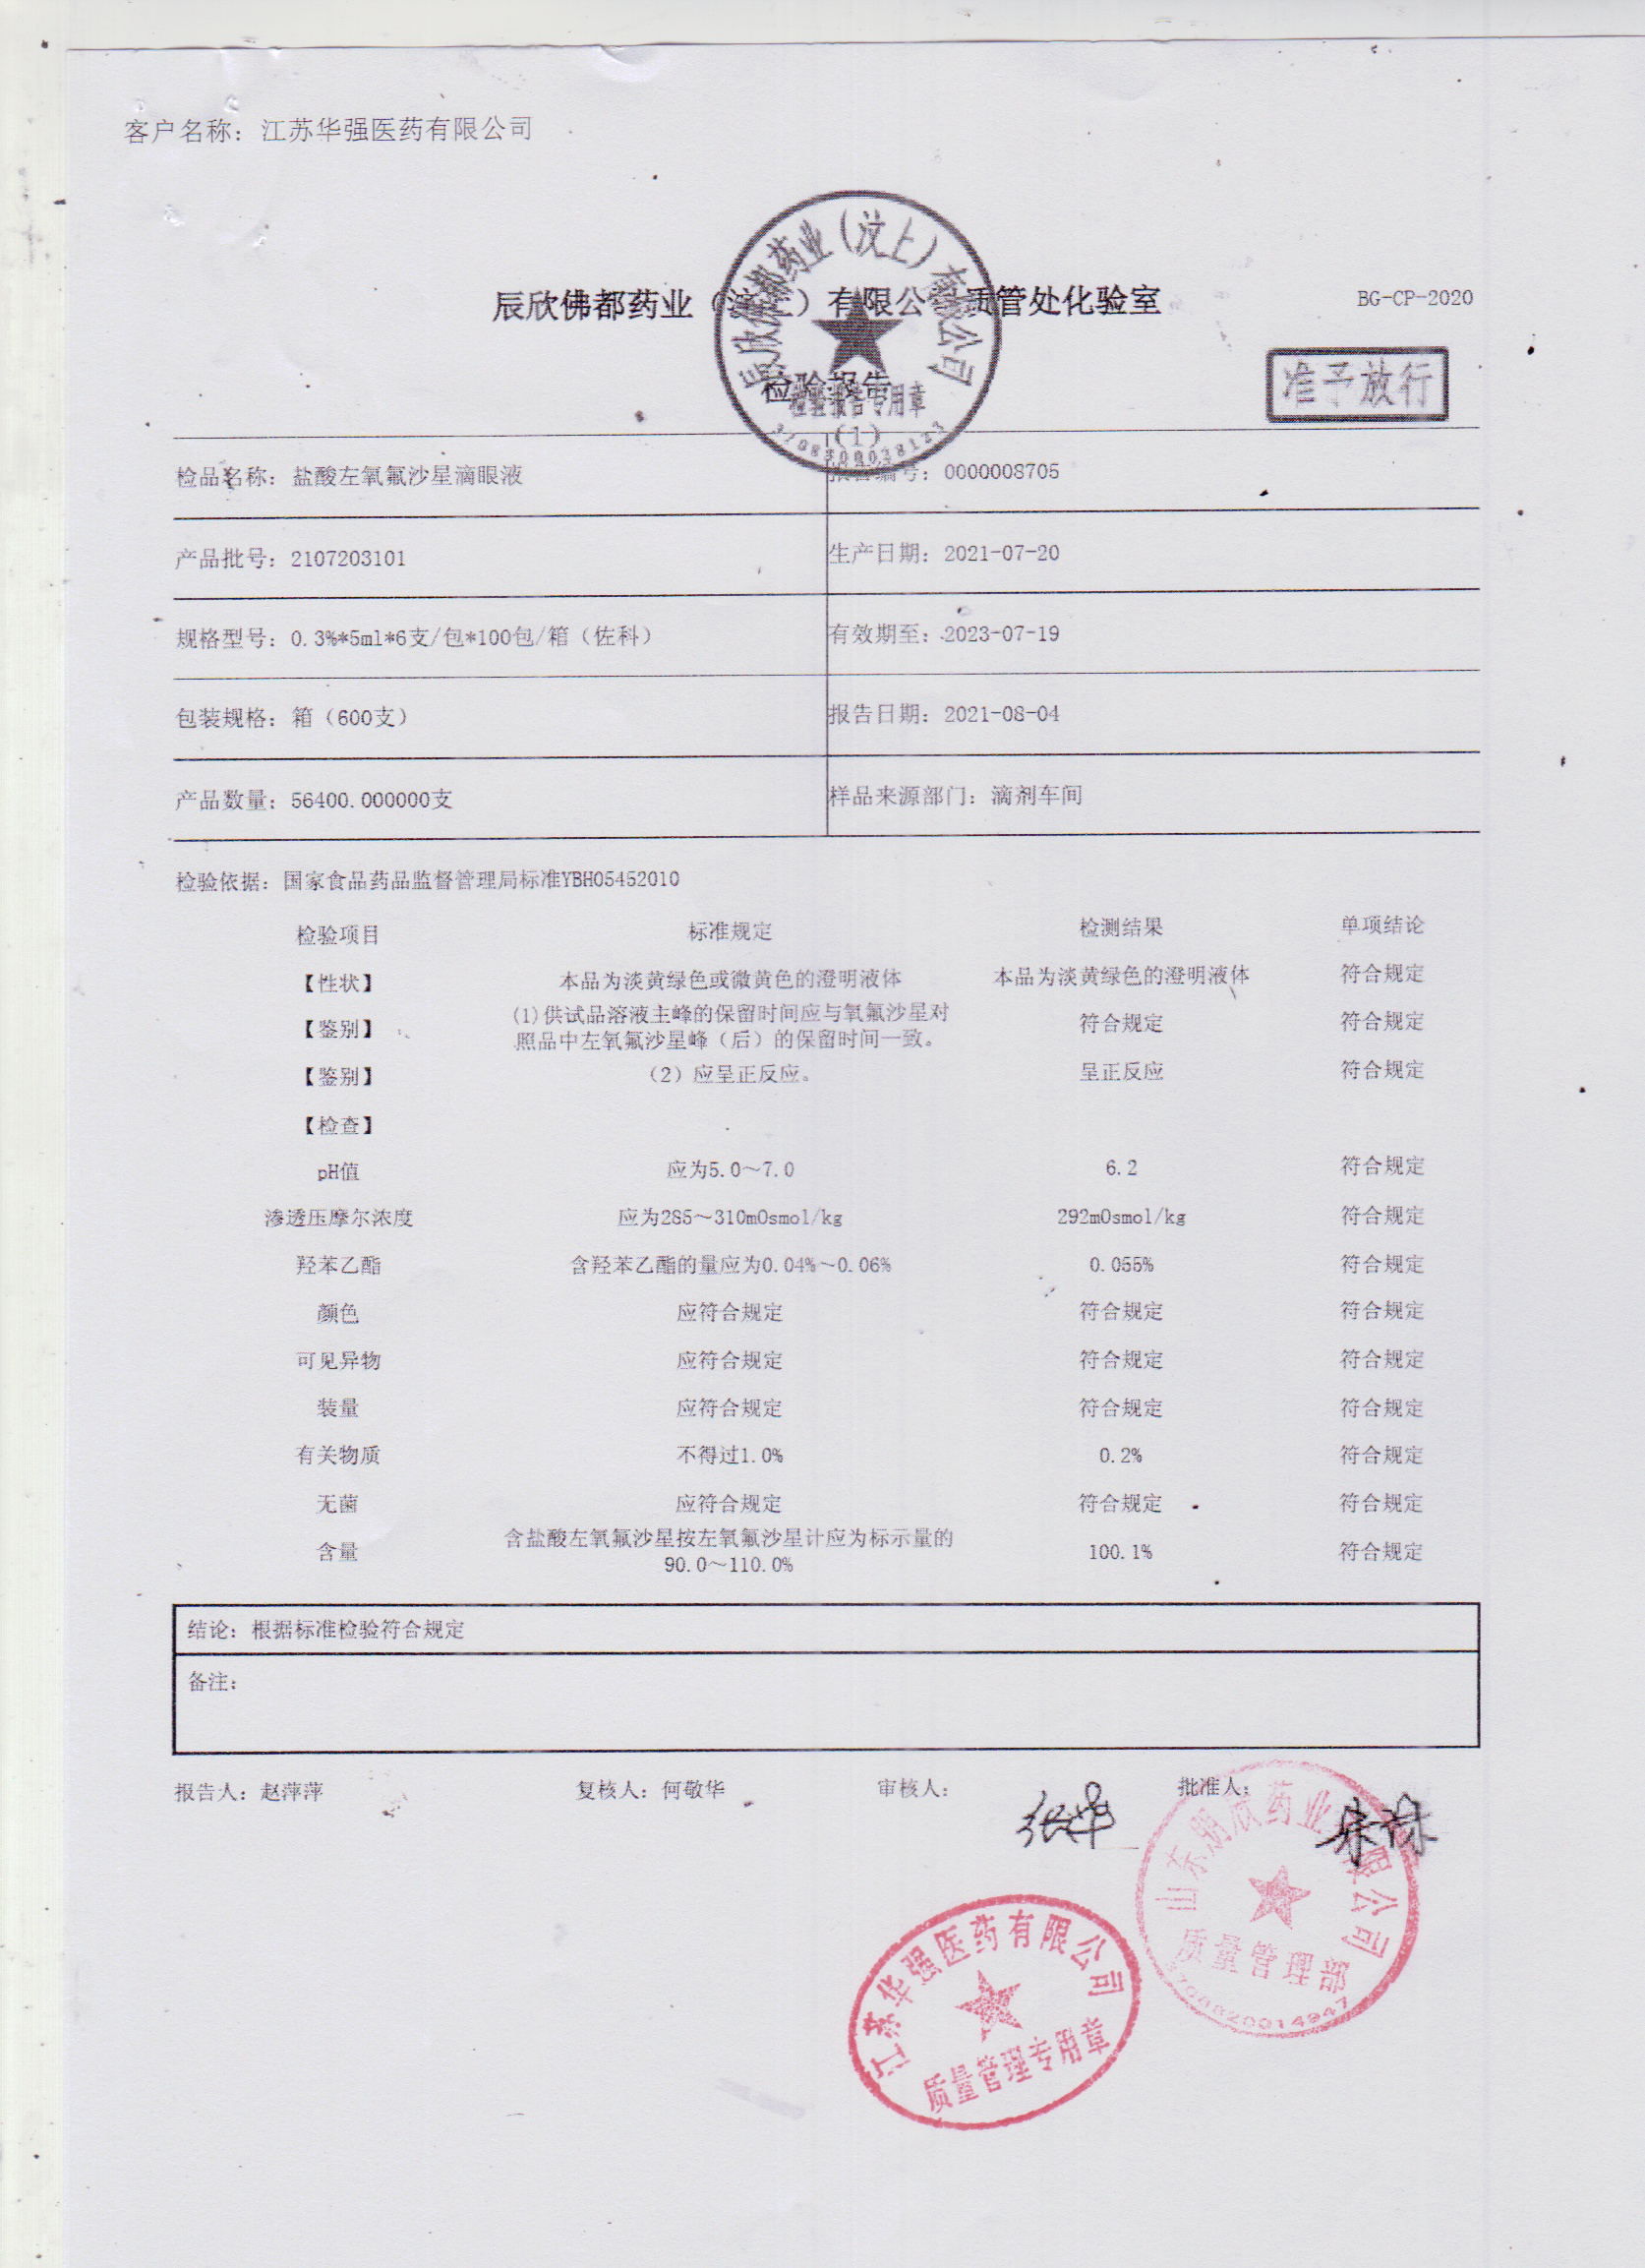 客户名称：江苏华强医药有限公司
辰欣佛都药业（汶上）有限公司质管处化验室
BG-CP-2020
检验报告
准予放行
辰欣佛都药业（汶上）有限公司
检验报告专用章
(1)
检品名称：盐酸左氧氟沙星滴眼液 报告编号：0000008705
产品批号：2107203101 生产日期：2021-07-20
规格型号：0.3%*5ml*6支/包*100包/箱（佐科） 有效期至：2023-07-19
包装规格：箱（600支） 报告日期：2021-08-04
产品数量：56400.000000支 样品来源部门：滴剂车间
检验依据：国家食品药品监督管理局标准YBH05452010
检验项目 标准规定 检测结果 单项结论
【性状】 本品为淡黄绿色或微黄色的澄明液体 本品为淡黄绿色的澄明液体 符合规定
【鉴别】 (1)供试品溶液主峰的保留时间应与氧氟沙星对 符合规定 符合规定
照品中左氧氟沙星峰（后）的保留时间一致。
【鉴别】 （2）应呈正反应。 呈正反应 符合规定
【检查】
pH值 应为5.0～7.0 6.2 符合规定
渗透压摩尔浓度 应为285～310mOsmol/kg 292mOsmol/kg 符合规定
羟苯乙酯 含羟苯乙酯的量应为0.04%～0.06% 0.055% 符合规定
颜色 应符合规定 符合规定 符合规定
可见异物 应符合规定 符合规定 符合规定
装量 应符合规定 符合规定 符合规定
有关物质 不得过1.0% 0.2% 符合规定
无菌 应符合规定 符合规定 符合规定
含量 含盐酸左氧氟沙星按左氧氟沙星计应为标示量的 100.1% 符合规定
90.0～110.0%
结论：根据标准检验符合规定
备注：
报告人：赵萍萍 复核人：何敬华 审核人： 批准人：
山东朋欣药业有限公司
质量管理部
江苏华强医药有限公司
质量管理专用章